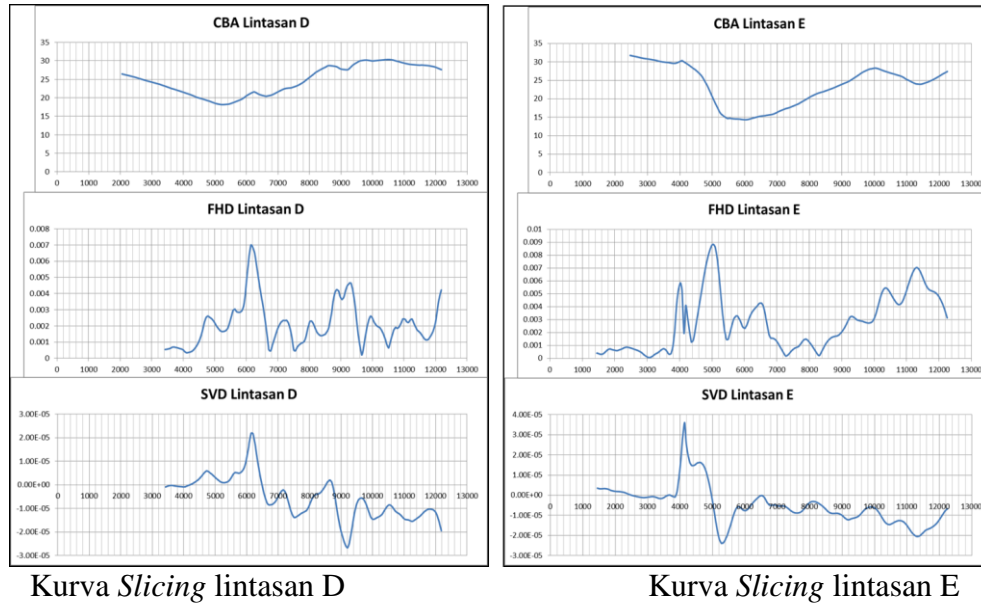 CBA Lintasan D
35
30
25
20
15
10
5
0
0 1000 2000 3000 4000 5000 6000 7000 8000 9000 10000 11000 12000 13000
FHD Lintasan D
0.008
0.007
0.006
0.005
0.004
0.003
0.002
0.001
0
0 1000 2000 3000 4000 5000 6000 7000 8000 9000 10000 11000 12000 13000
SVD Lintasan D
3.00E-05
2.00E-05
1.00E-05
0.00E+00
0 1000 2000 3000 4000 5000 6000 7000 8000 9000 10000 11000 12000 13000
-1.00E-05
-2.00E-05
-3.00E-05
Kurva Slicing lintasan D
CBA Lintasan E
35
30
25
20
15
10
5
0
0 1000 2000 3000 4000 5000 6000 7000 8000 9000 10000 11000 12000 13000
FHD Lintasan E
0.01
0.009
0.008
0.007
0.006
0.005
0.004
0.003
0.002
0.001
0
0 1000 2000 3000 4000 5000 6000 7000 8000 9000 10000 11000 12000 13000
SVD Lintasan E
4.00E-05
3.00E-05
2.00E-05
1.00E-05
0.00E+00
0 1000 2000 3000 4000 5000 6000 7000 8000 9000 10000 11000 12000 13000
-1.00E-05
-2.00E-05
-3.00E-05
Kurva Slicing lintasan E